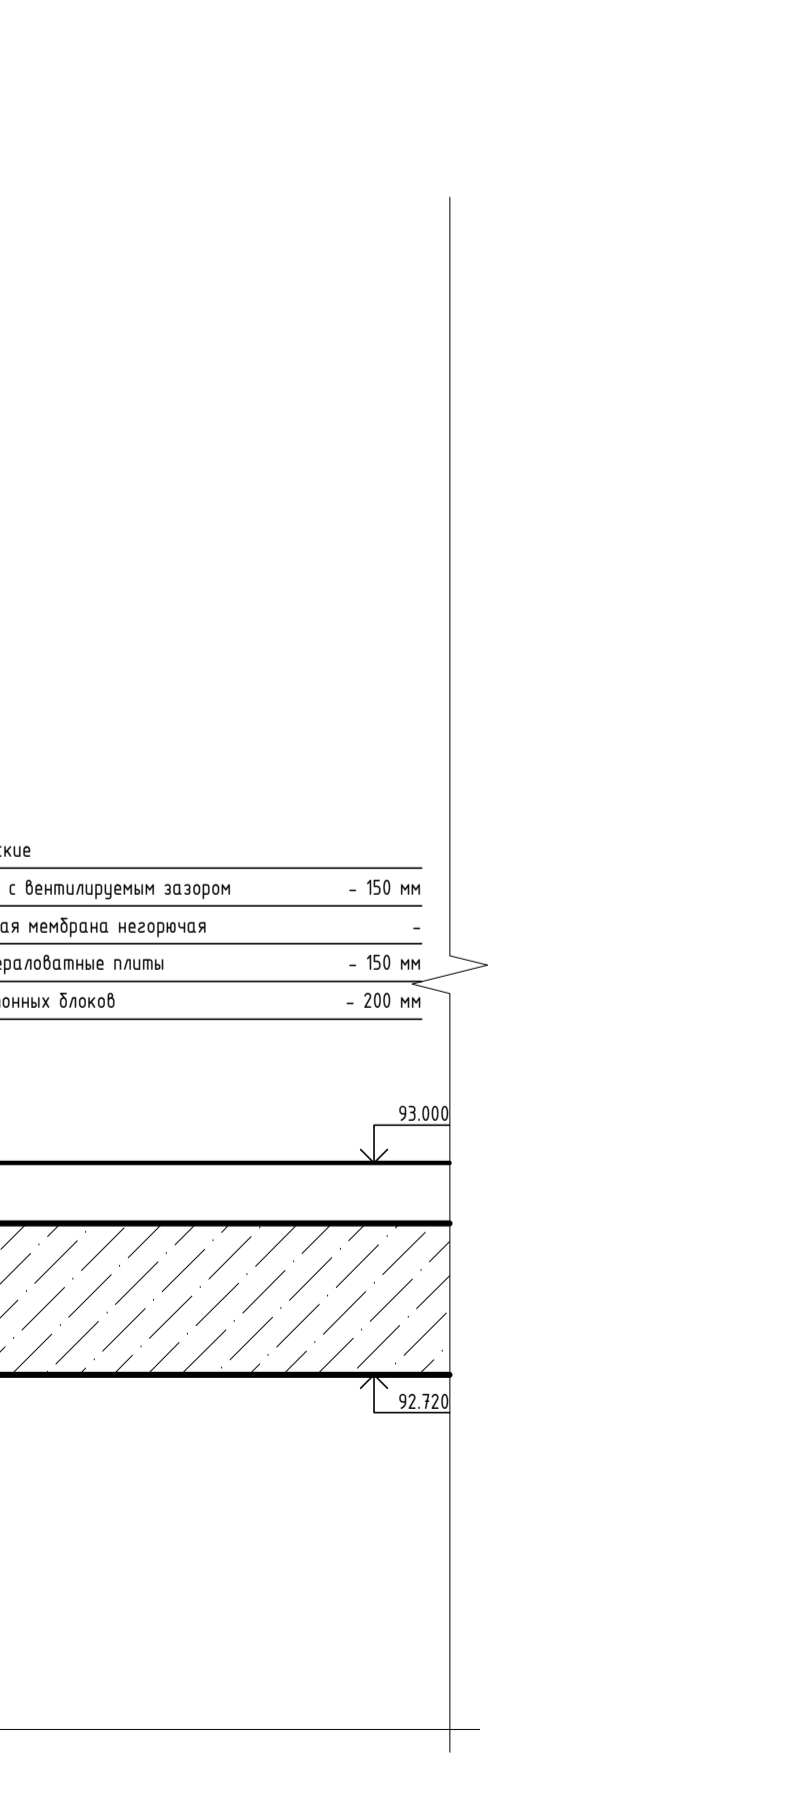 ские
с вентилируемым зазором - 150 мм
ая мембрана негорючая -
ераловатные плиты - 150 мм
онных блоков - 200 мм
93.000
92.720